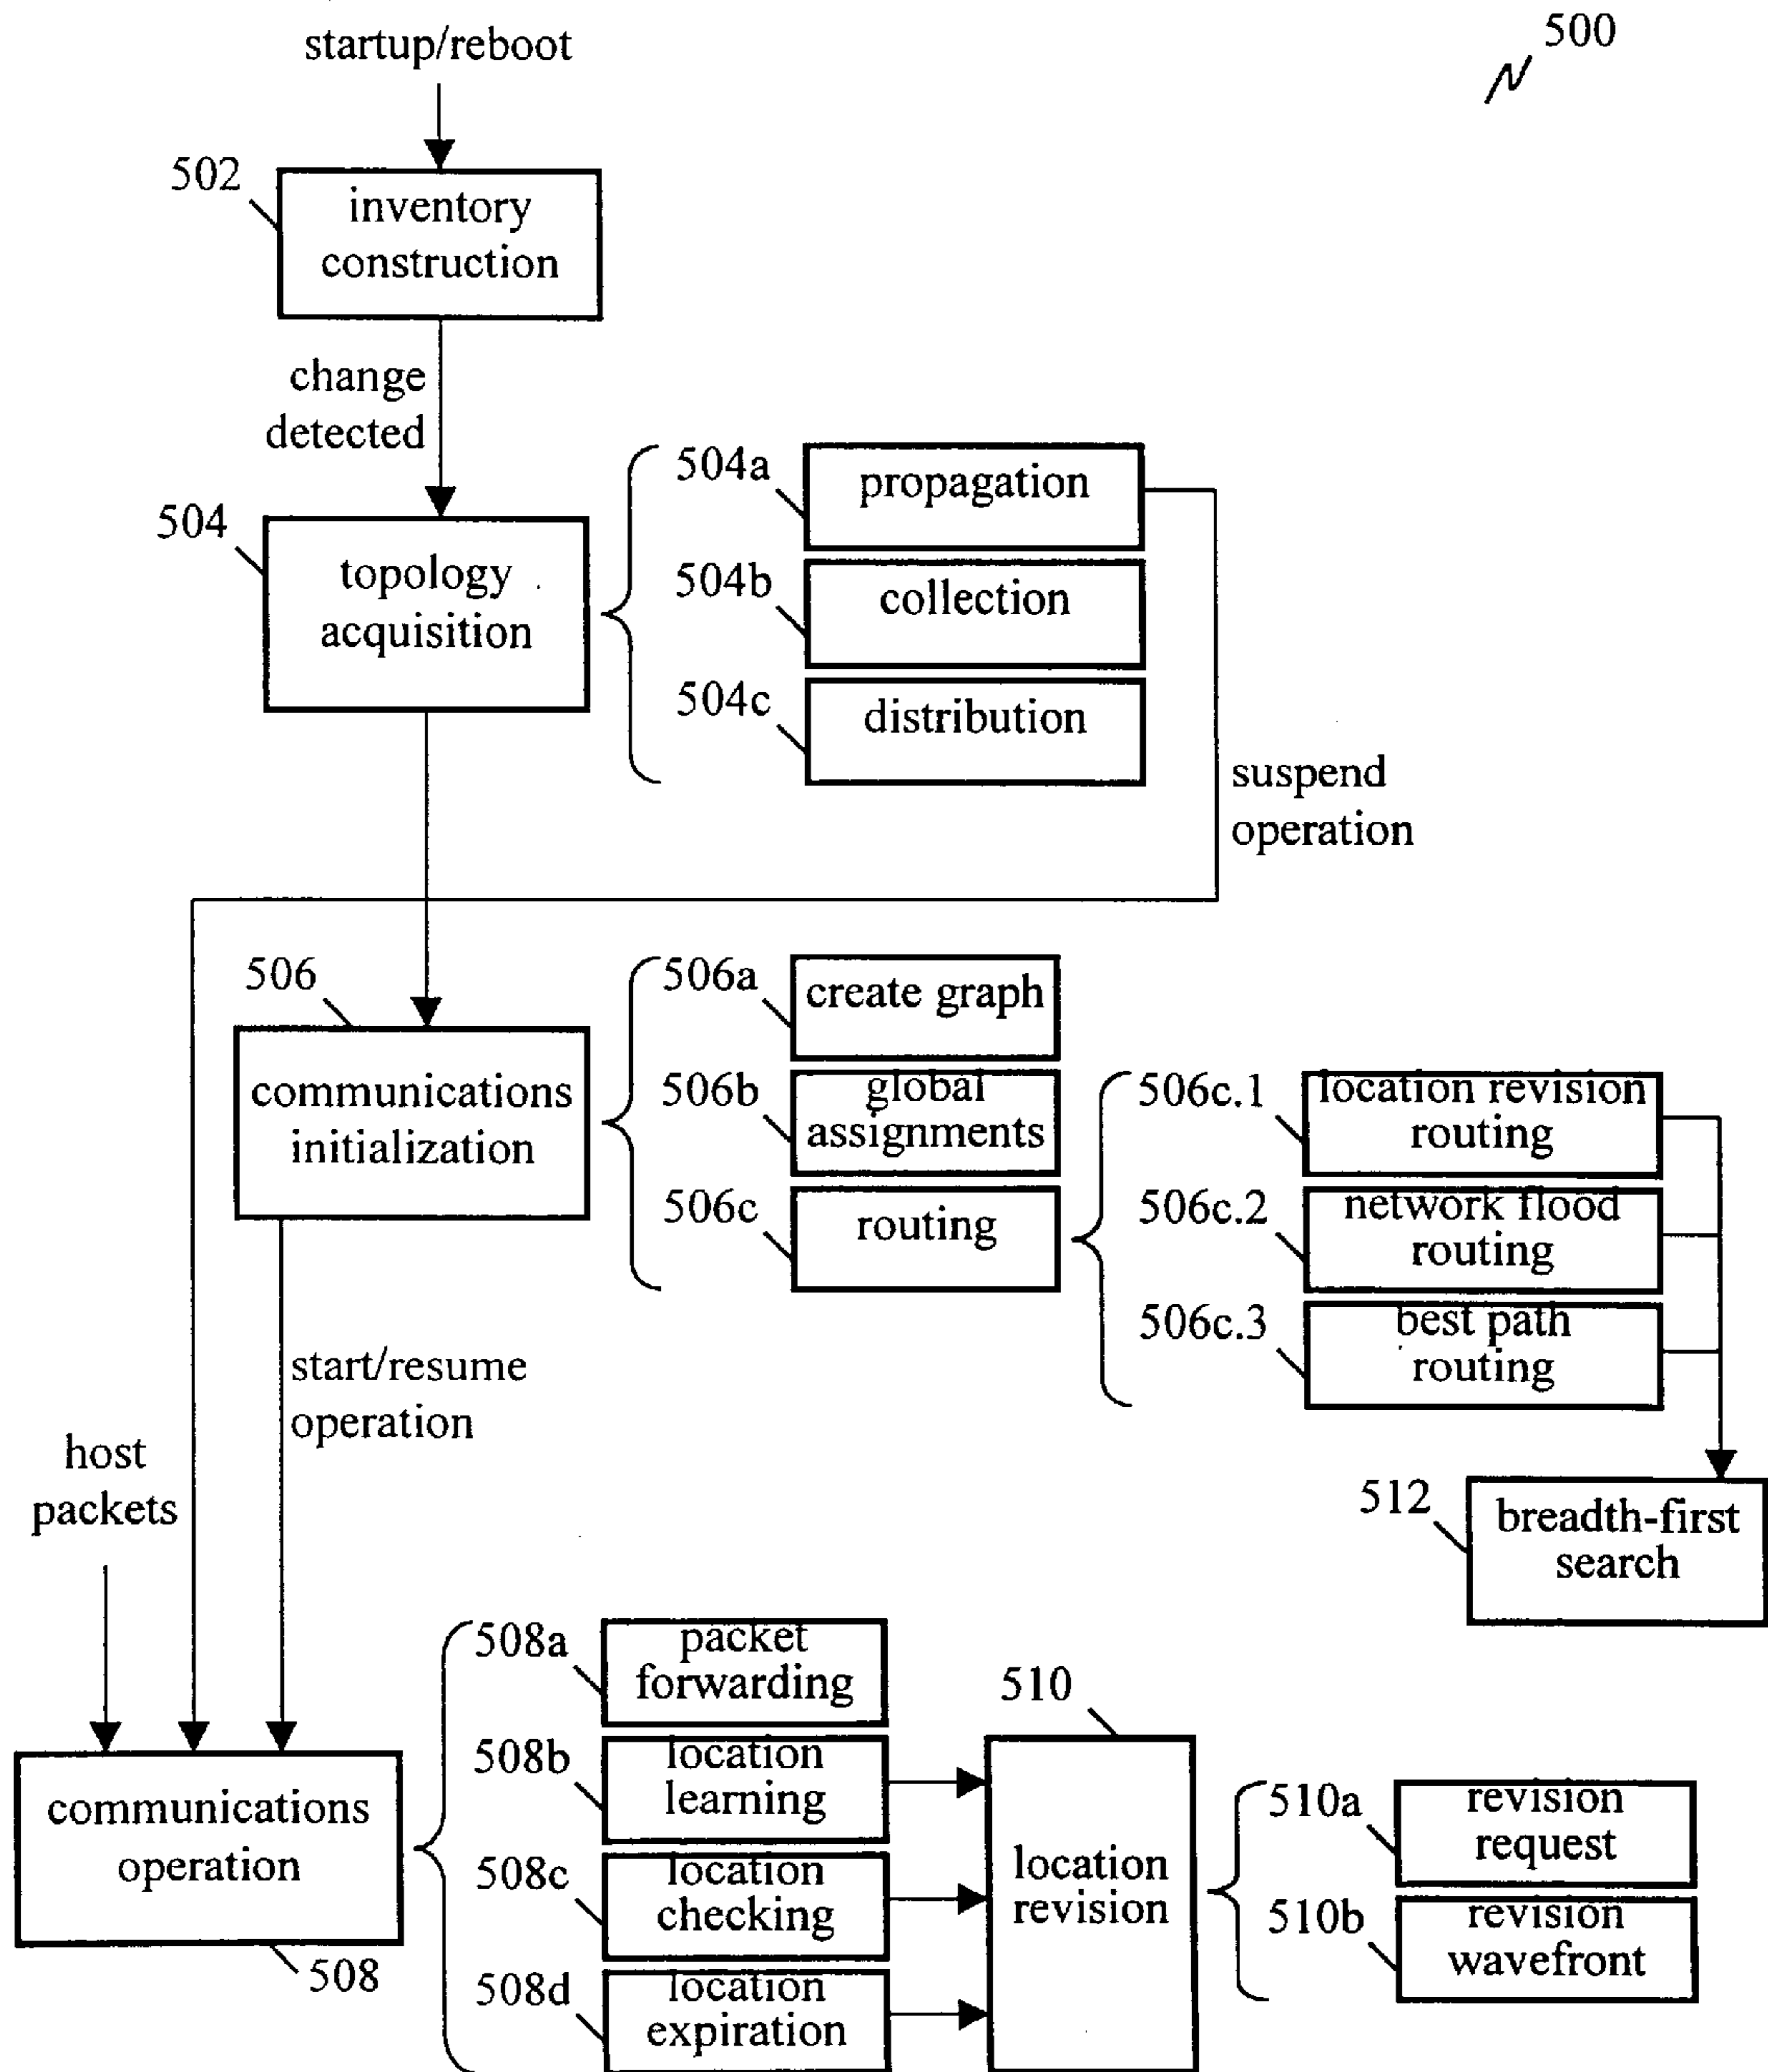 startup/reboot
500
502
inventory
construction
change
detected
504
topology
acquisition
504a
propagation
504b
collection
504c
distribution
suspend
operation
506
communications
initialization
506a
create graph
506b
global
assignments
506c
routing
506c.1
location revision
routing
506c.2
network flood
routing
506c.3
best path
routing
512
breadth-first
search
start/resume
operation
host
packets
communications
operation
508
508a
packet
forwarding
508b
location
learning
508c
location
checking
508d
location
expiration
510
location
revision
510a
revision
request
510b
revision
wavefront